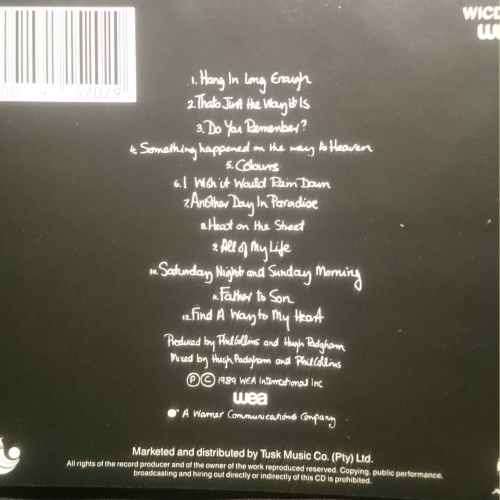 WICD
wea
1. Hang In Long Enough
2. Thats Just the Way it Is
3. Do You Remember?
4. Something happened on the way to Heaven
5. Colours
6. I Wish it Would Rain Down
7. Another Day In Paradise
8. Heat on the Street
9. All of My Life
10. Saturday Night and Sunday Morning
11. Father to Son
12. Find A Way to My Heart
Produced by Phil Collins and Hugh Padgham
Mixed by Hugh Padgham and Phil Collins
℗ © 1989 WEA International Inc
wea
A Warner Communications Company
Marketed and distributed by Tusk Music Co. (Pty) Ltd.
All rights of the record producer and of the owner of the work reproduced reserved. Copying, public performance,
broadcasting and hiring out directly or indirectly of this CD is prohibited.